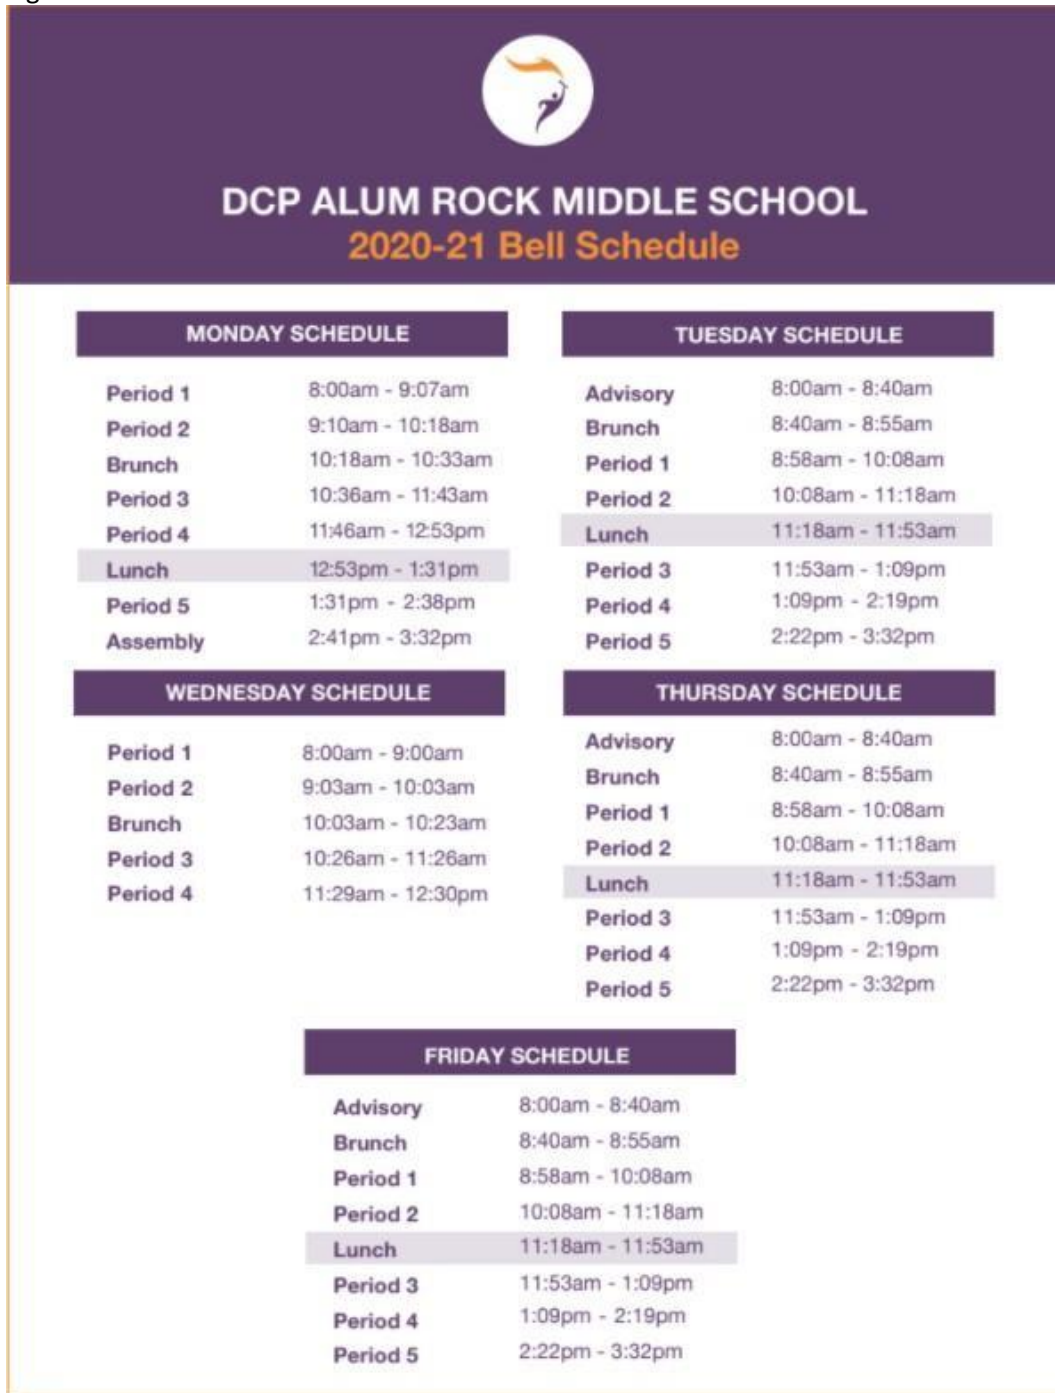 DCP ALUM ROCK MIDDLE SCHOOL
2020-21 Bell Schedule
MONDAY SCHEDULE
Period 1 8:00am - 9:07am
Period 2 9:10am - 10:18am
Brunch 10:18am - 10:33am
Period 3 10:36am - 11:43am
Period 4 11:46am - 12:53pm
Lunch 12:53pm - 1:31pm
Period 5 1:31pm - 2:38pm
Assembly 2:41pm - 3:32pm
TUESDAY SCHEDULE
Advisory 8:00am - 8:40am
Brunch 8:40am - 8:55am
Period 1 8:58am - 10:08am
Period 2 10:08am - 11:18am
Lunch 11:18am - 11:53am
Period 3 11:53am - 1:09pm
Period 4 1:09pm - 2:19pm
Period 5 2:22pm - 3:32pm
WEDNESDAY SCHEDULE
Period 1 8:00am - 9:00am
Period 2 9:03am - 10:03am
Brunch 10:03am - 10:23am
Period 3 10:26am - 11:26am
Period 4 11:29am - 12:30pm
THURSDAY SCHEDULE
Advisory 8:00am - 8:40am
Brunch 8:40am - 8:55am
Period 1 8:58am - 10:08am
Period 2 10:08am - 11:18am
Lunch 11:18am - 11:53am
Period 3 11:53am - 1:09pm
Period 4 1:09pm - 2:19pm
Period 5 2:22pm - 3:32pm
FRIDAY SCHEDULE
Advisory 8:00am - 8:40am
Brunch 8:40am - 8:55am
Period 1 8:58am - 10:08am
Period 2 10:08am - 11:18am
Lunch 11:18am - 11:53am
Period 3 11:53am - 1:09pm
Period 4 1:09pm - 2:19pm
Period 5 2:22pm - 3:32pm